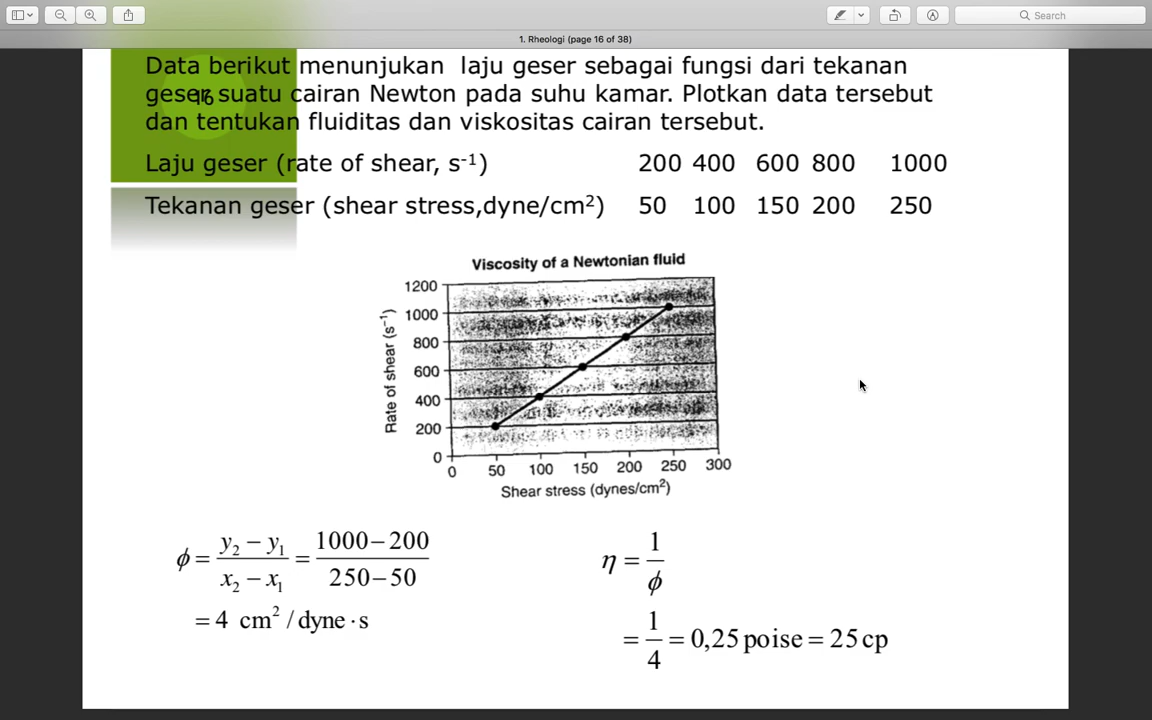 Search
1. Rheologi (page 16 of 38)
Data berikut menunjukan laju geser sebagai fungsi dari tekanan
geser suatu cairan Newton pada suhu kamar. Plotkan data tersebut
16
dan tentukan fluiditas dan viskositas cairan tersebut.
Laju geser (rate of shear, s⁻¹) 200 400 600 800 1000
Tekanan geser (shear stress,dyne/cm²) 50 100 150 200 250
Viscosity of a Newtonian fluid
1200
1000
800
600
400
200
0
Rate of shear (s⁻¹)
0 50 100 150 200 250 300
Shear stress (dynes/cm²)
ϕ = (y₂ − y₁)/(x₂ − x₁) = (1000 − 200)/(250 − 50)
= 4 cm² / dyne · s
η = 1/ϕ
= 1/4 = 0,25 poise = 25 cp